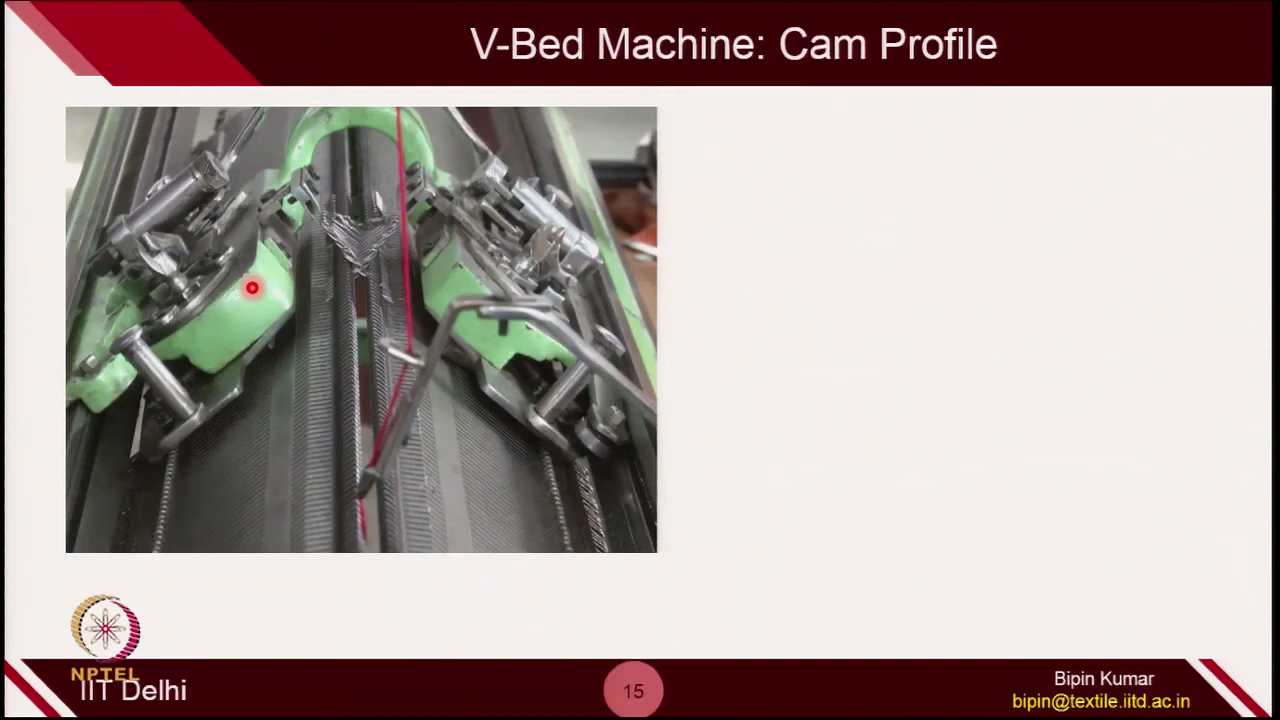 V-Bed Machine: Cam Profile
NPTEL
IIT Delhi
15
Bipin Kumar
bipin@textile.iitd.ac.in